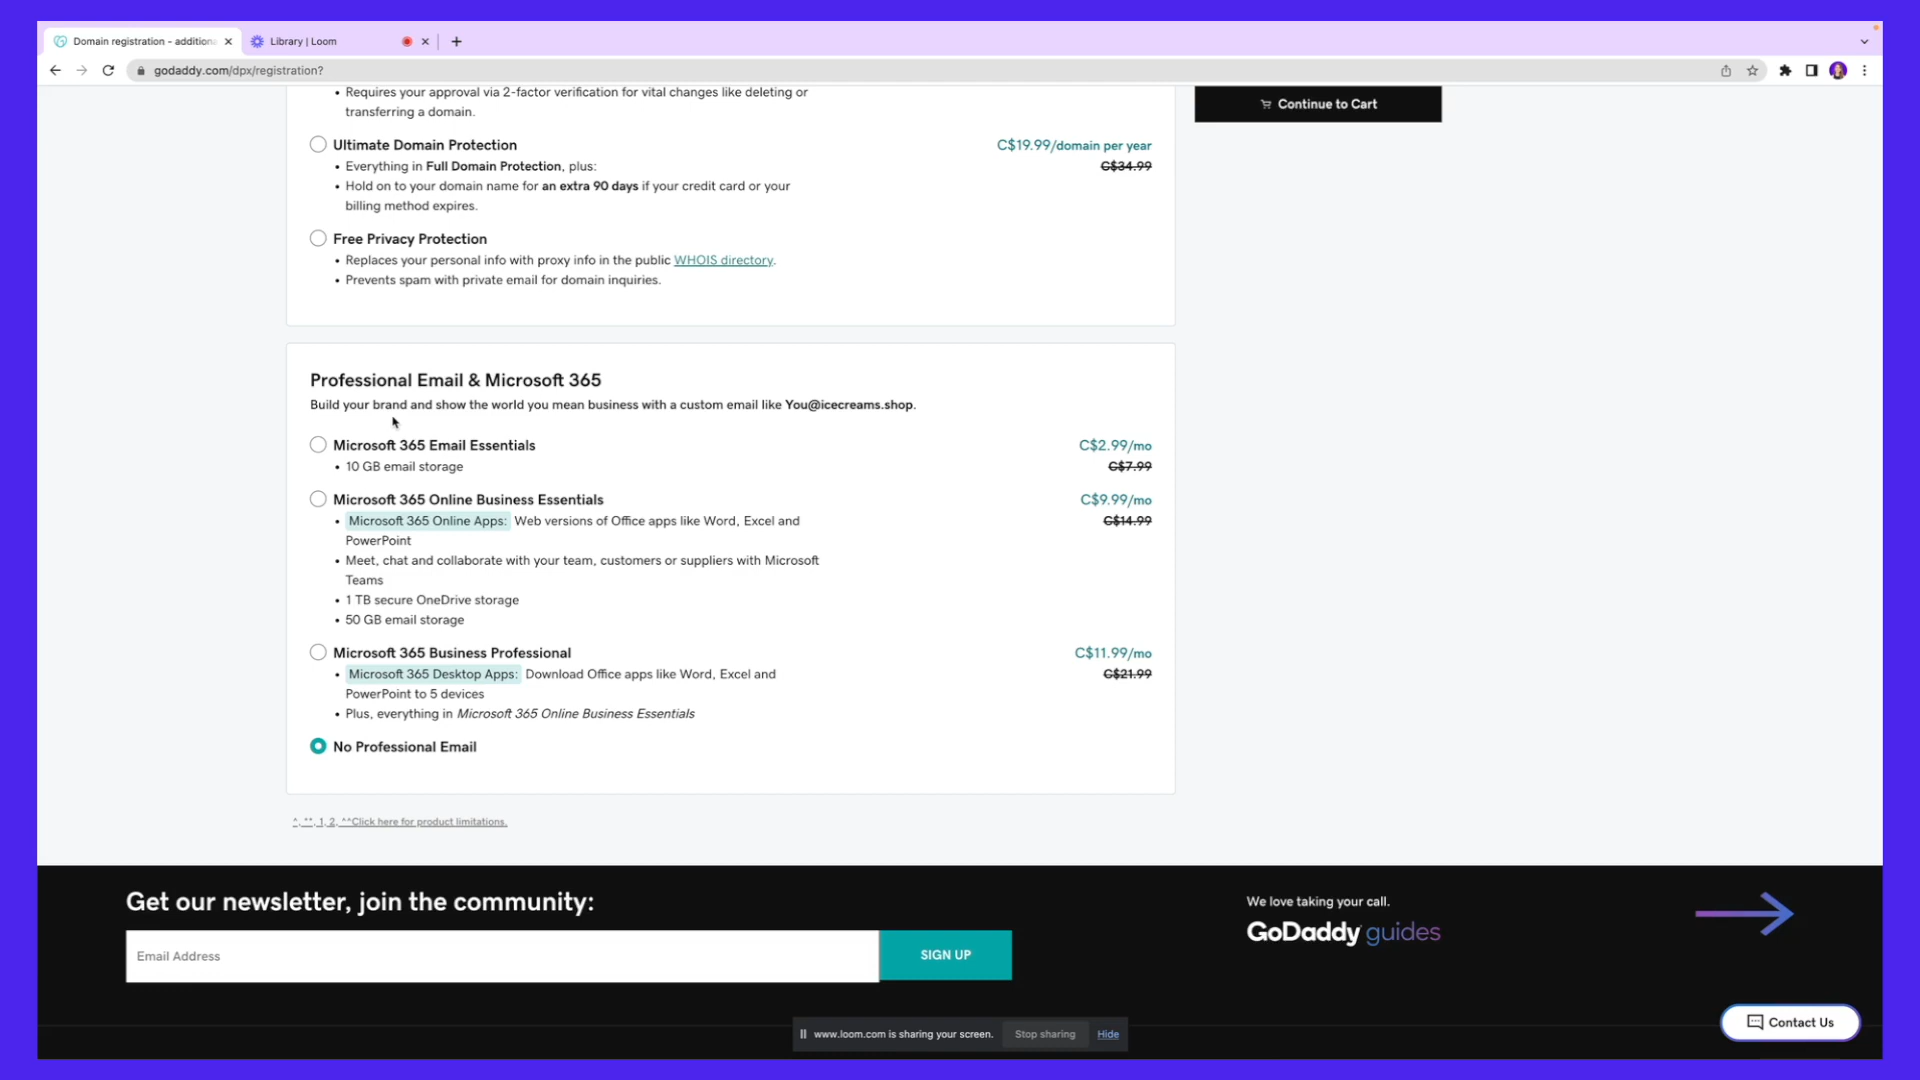 Domain registration - additiona
Library | Loom
godaddy.com/dpx/registration?
• Requires your approval via 2-factor verification for vital changes like deleting or
transferring a domain.
Continue to Cart
Ultimate Domain Protection
C$19.99/domain per year
• Everything in Full Domain Protection, plus:
C$34.99
• Hold on to your domain name for an extra 90 days if your credit card or your
billing method expires.
Free Privacy Protection
• Replaces your personal info with proxy info in the public WHOIS directory.
• Prevents spam with private email for domain inquiries.
Professional Email & Microsoft 365
Build your brand and show the world you mean business with a custom email like You@icecreams.shop.
Microsoft 365 Email Essentials
C$2.99/mo
• 10 GB email storage
C$7.99
Microsoft 365 Online Business Essentials
C$9.99/mo
• Microsoft 365 Online Apps: Web versions of Office apps like Word, Excel and
C$14.99
PowerPoint
• Meet, chat and collaborate with your team, customers or suppliers with Microsoft
Teams
• 1 TB secure OneDrive storage
• 50 GB email storage
Microsoft 365 Business Professional
C$11.99/mo
• Microsoft 365 Desktop Apps: Download Office apps like Word, Excel and
C$21.99
PowerPoint to 5 devices
• Plus, everything in Microsoft 365 Online Business Essentials
No Professional Email
^, **, 1, 2, ^^Click here for product limitations.
Get our newsletter, join the community:
Email Address
SIGN UP
We love taking your call.
GoDaddy guides
Contact Us
www.loom.com is sharing your screen.
Stop sharing
Hide